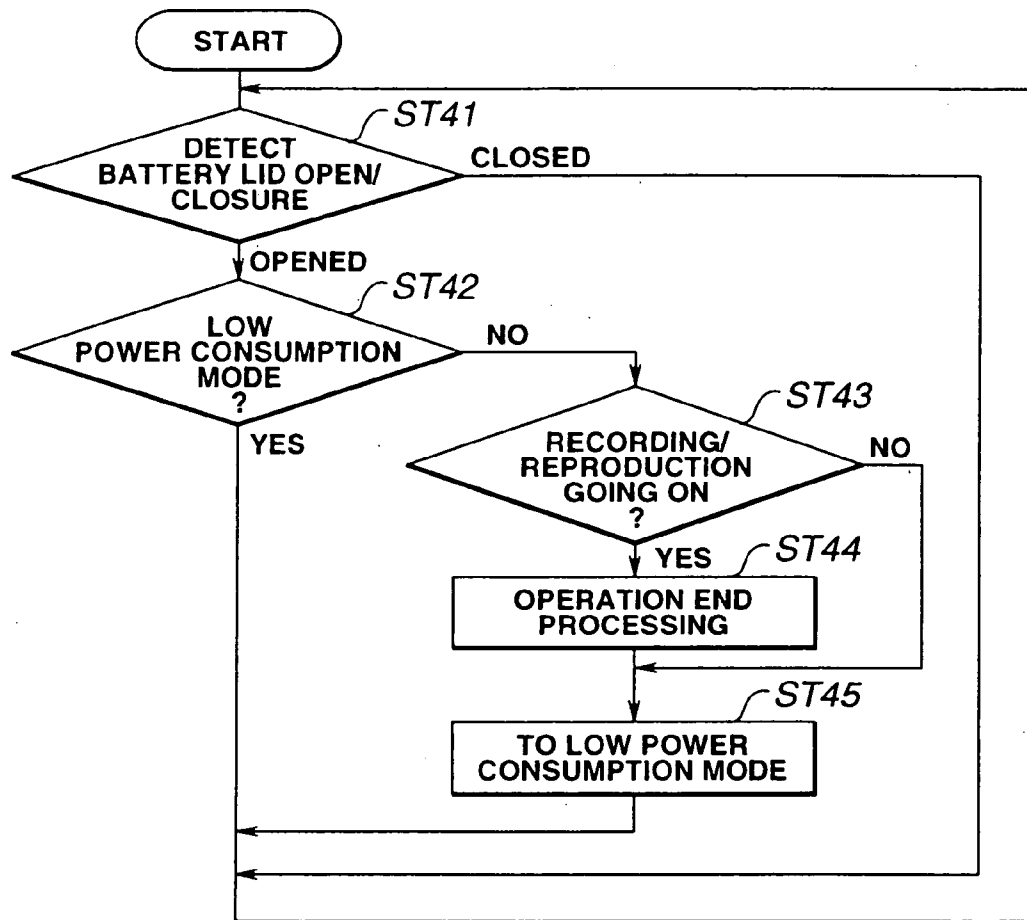 START
ST41
DETECT
BATTERY LID OPEN/
CLOSURE
CLOSED
OPENED
ST42
LOW
POWER CONSUMPTION
MODE
?
NO
YES
ST43
RECORDING/
REPRODUCTION
GOING ON
?
NO
YES
ST44
OPERATION END
PROCESSING
ST45
TO LOW POWER
CONSUMPTION MODE